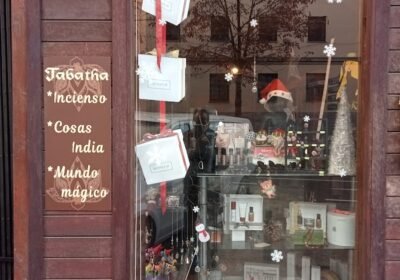 Tabatha
*Incienso
*Cosas
India
*Mundo
mágico